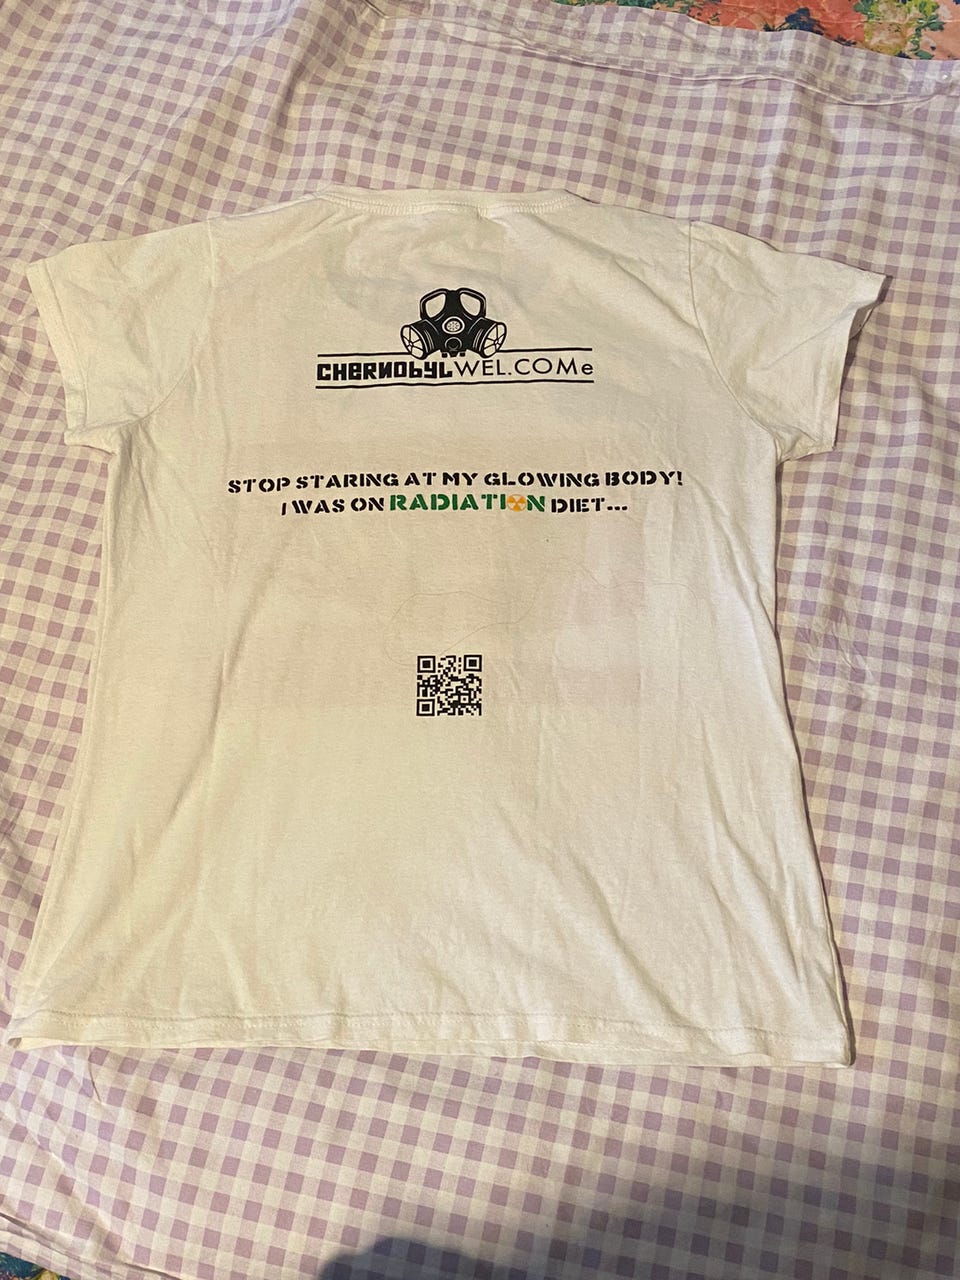 CHERNOBYLWEL.COMe
STOP STARING AT MY GLOWING BODY!
I WAS ON RADIATION DIET...